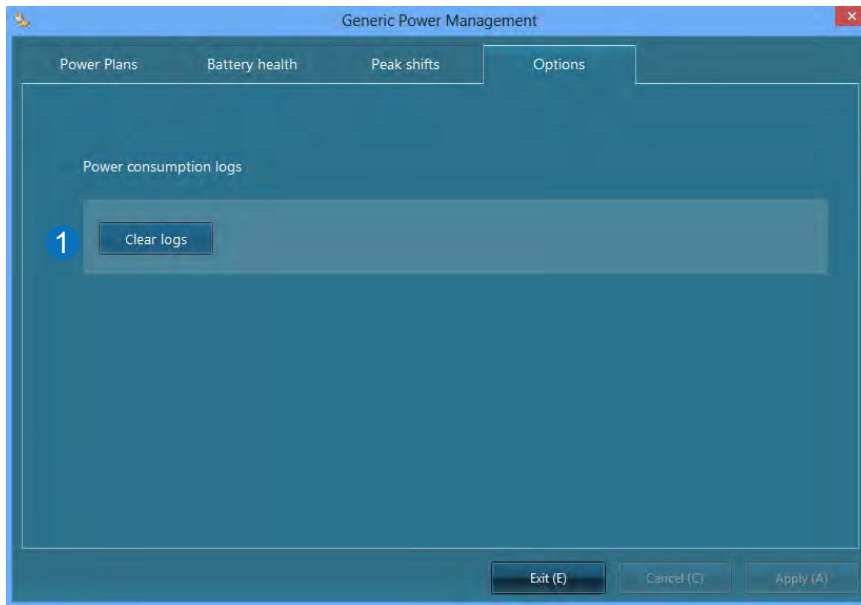 Generic Power Management
Power Plans Battery health Peak shifts Options
Power consumption logs
1 Clear logs
Exit (E) Cancel (C) Apply (A)